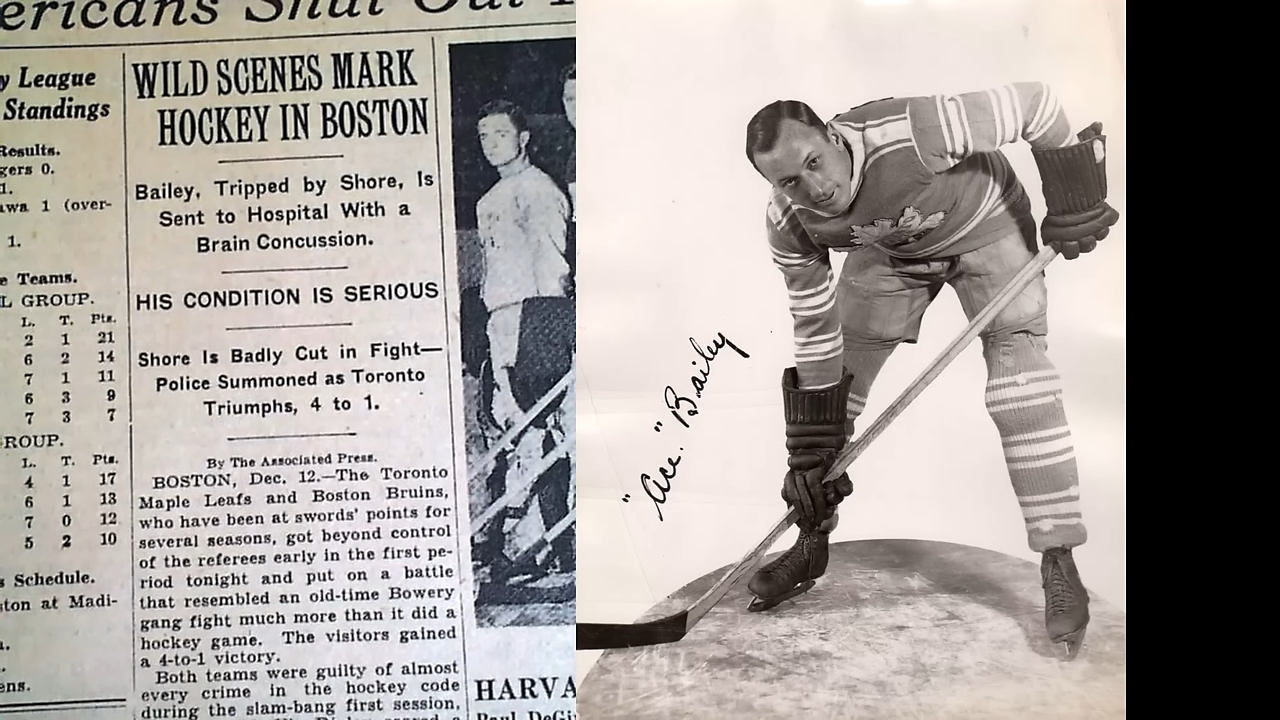 ericans Shut Out
y League
Standings
Results.
gers 0.
1.
awa 1 (over-
1.
e Teams.
L GROUP.
L. T. Pts.
2 1 21
6 2 14
7 1 11
6 3 9
7 3 7
ROUP.
L. T. Pts.
4 1 17
6 1 13
7 0 12
5 2 10
s Schedule.
ston at Madi-
ens.
WILD SCENES MARK
HOCKEY IN BOSTON
Bailey, Tripped by Shore, Is
Sent to Hospital With a
Brain Concussion.
HIS CONDITION IS SERIOUS
Shore Is Badly Cut in Fight—
Police Summoned as Toronto
Triumphs, 4 to 1.
By The Associated Press.
BOSTON, Dec. 12.—The Toronto
Maple Leafs and Boston Bruins,
who have been at swords' points for
several seasons, got beyond control
of the referees early in the first pe-
riod tonight and put on a battle
that resembled an old-time Bowery
gang fight much more than it did a
hockey game. The visitors gained
a 4-to-1 victory.
Both teams were guilty of almost
every crime in the hockey code
during the slam-bang first session,
HARVA
Paul DeGi
"Ace." Bailey